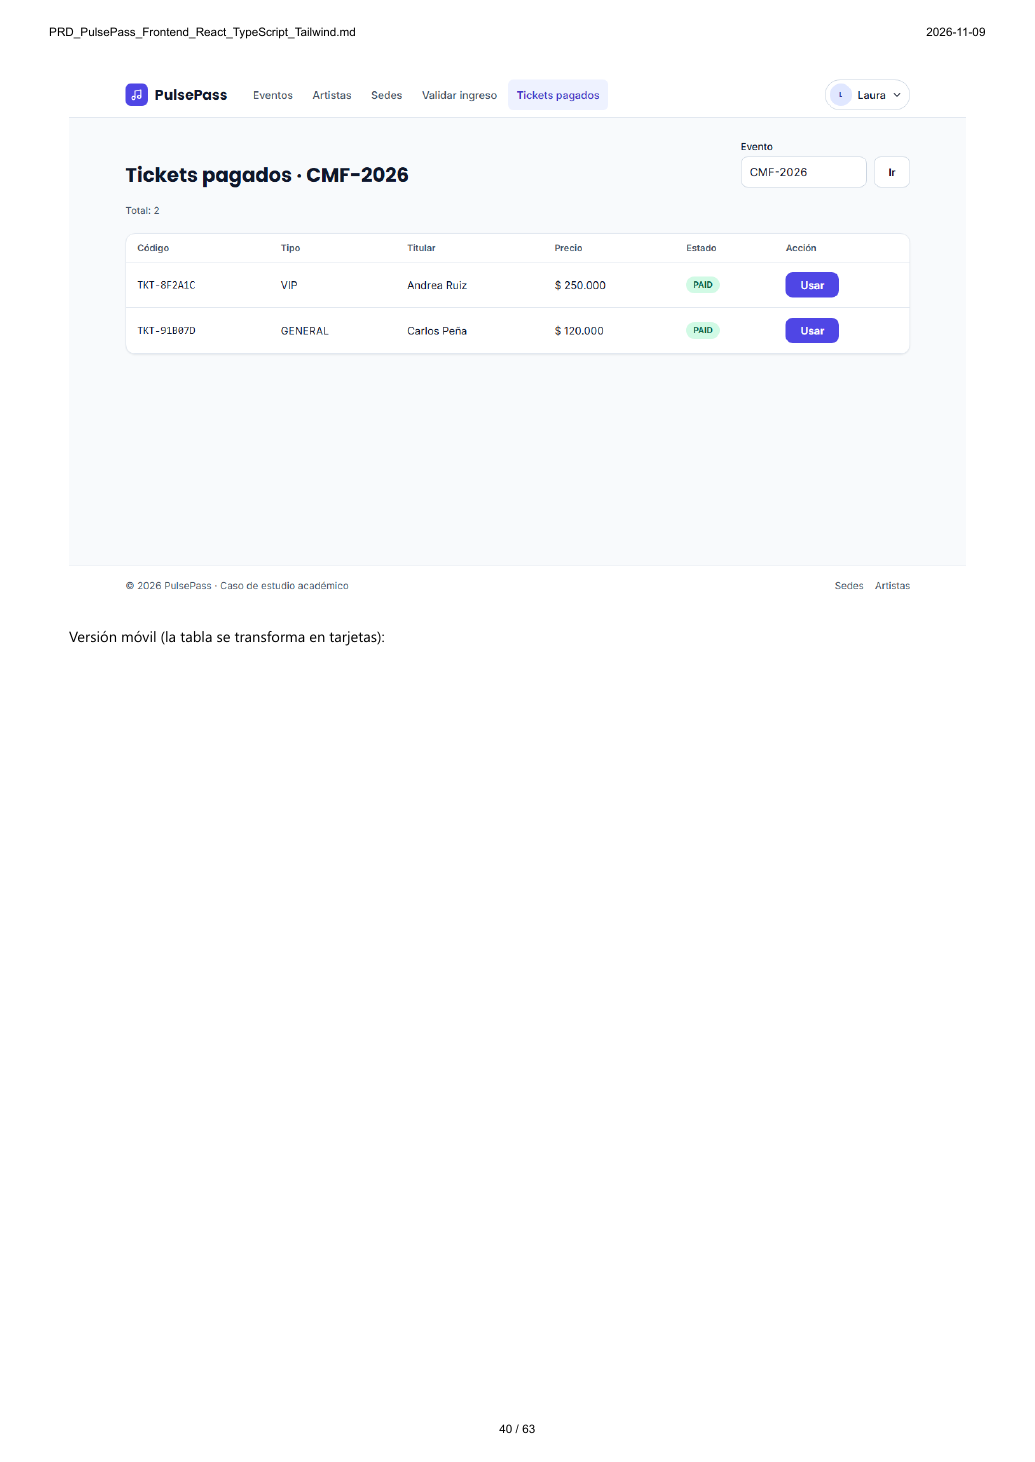 PRD_PulsePass_Frontend_React_TypeScript_Tailwind.md 2026-11-09
PulsePass Eventos Artistas Sedes Validar ingreso Tickets pagados L Laura
Evento
Tickets pagados · CMF-2026 CMF-2026 Ir
Total: 2
Código Tipo Titular Precio Estado Acción
TKT-8F2A1C VIP Andrea Ruiz $ 250.000 PAID Usar
TKT-91B07D GENERAL Carlos Peña $ 120.000 PAID Usar
© 2026 PulsePass · Caso de estudio académico Sedes Artistas
Versión móvil (la tabla se transforma en tarjetas):
40 / 63